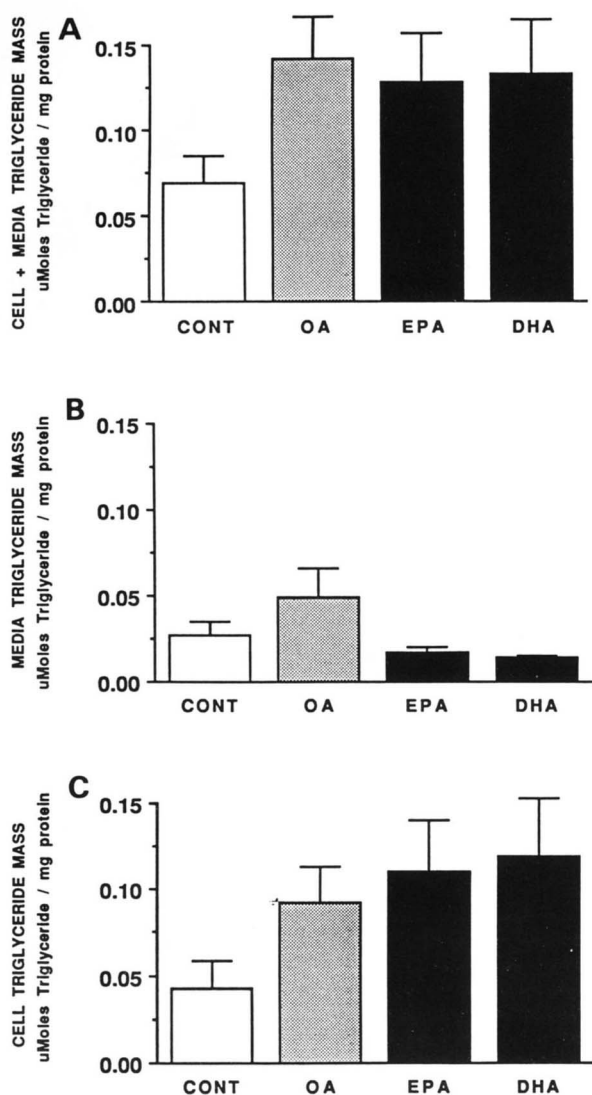 A
CELL + MEDIA TRIGLYCERIDE MASS
uMoles Triglyceride / mg protein
0.15
0.10
0.05
0.00
CONT OA EPA DHA
B
MEDIA TRIGLYCERIDE MASS
uMoles Triglyceride / mg protein
0.15
0.10
0.05
0.00
CONT OA EPA DHA
C
CELL TRIGLYCERIDE MASS
uMoles Triglyceride / mg protein
0.15
0.10
0.05
0.00
CONT OA EPA DHA